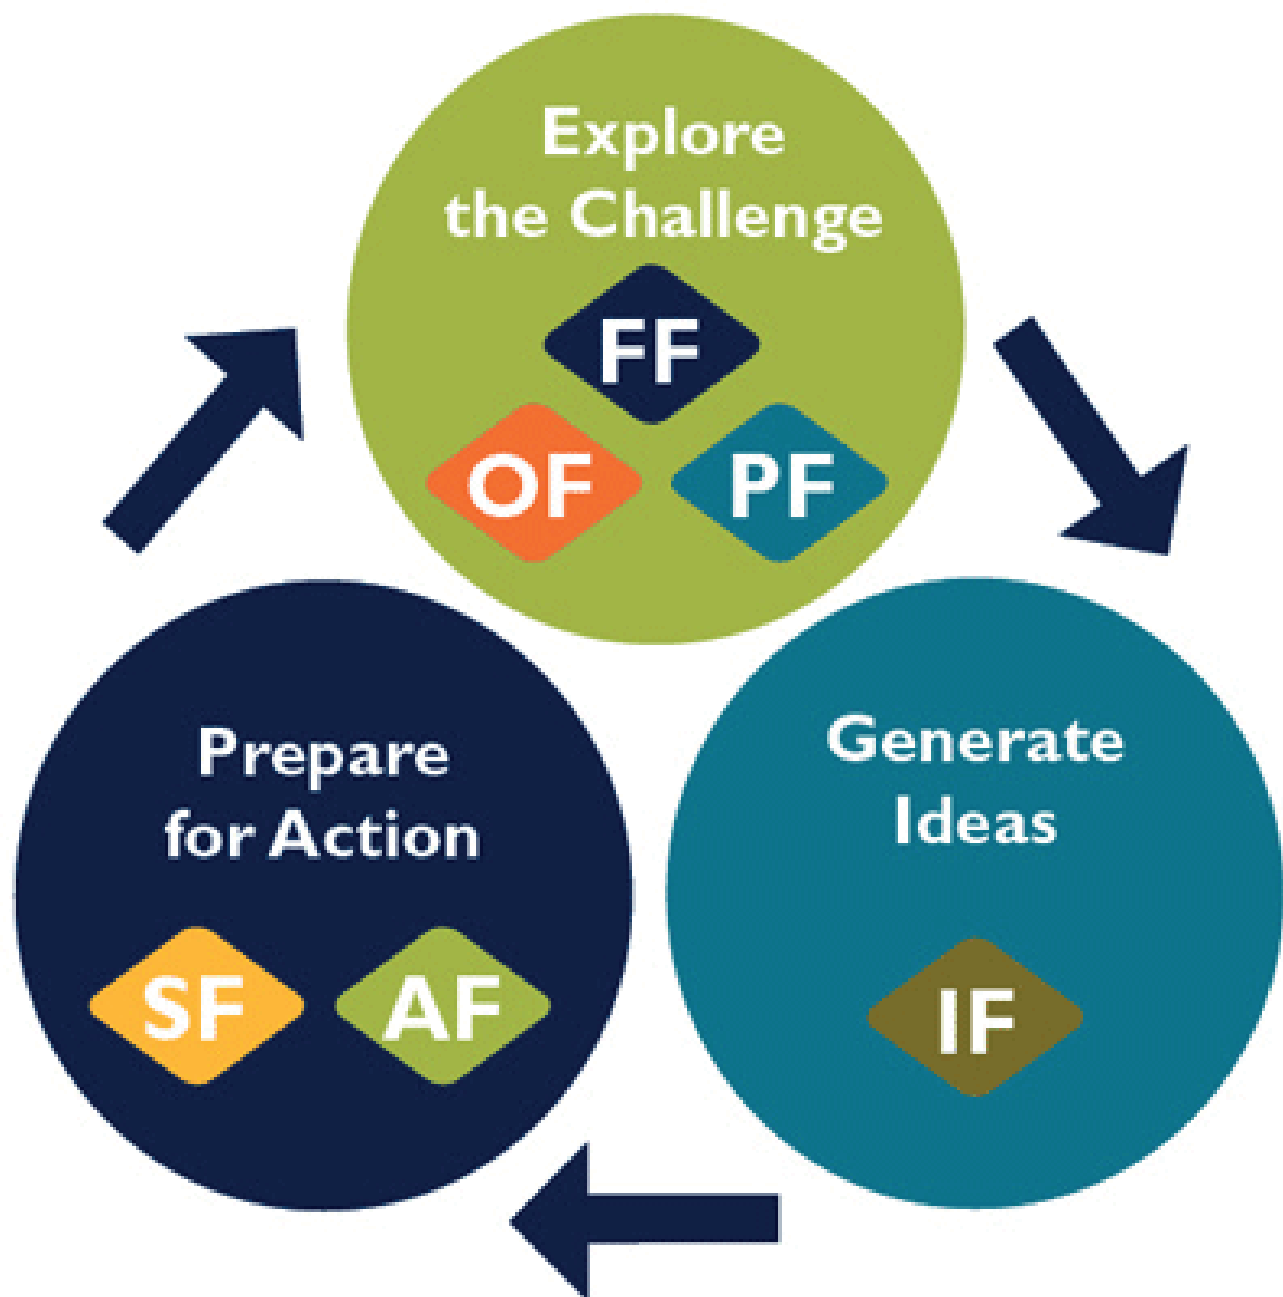 Explore
the Challenge
FF
OF PF
Generate
Ideas
IF
Prepare
for Action
SF AF